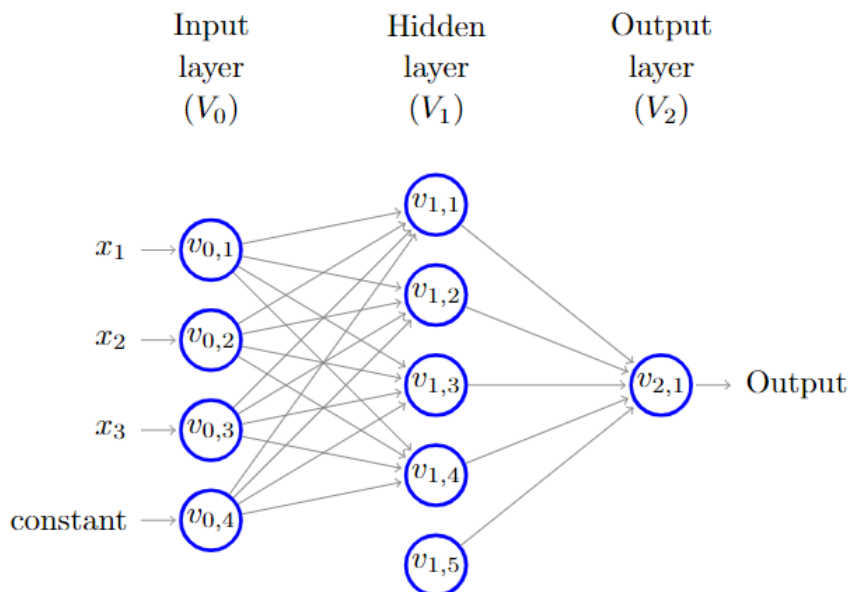 Input
layer
(V₀)
Hidden
layer
(V₁)
Output
layer
(V₂)
x₁
x₂
x₃
constant
v₀,₁
v₀,₂
v₀,₃
v₀,₄
v₁,₁
v₁,₂
v₁,₃
v₁,₄
v₁,₅
v₂,₁
Output